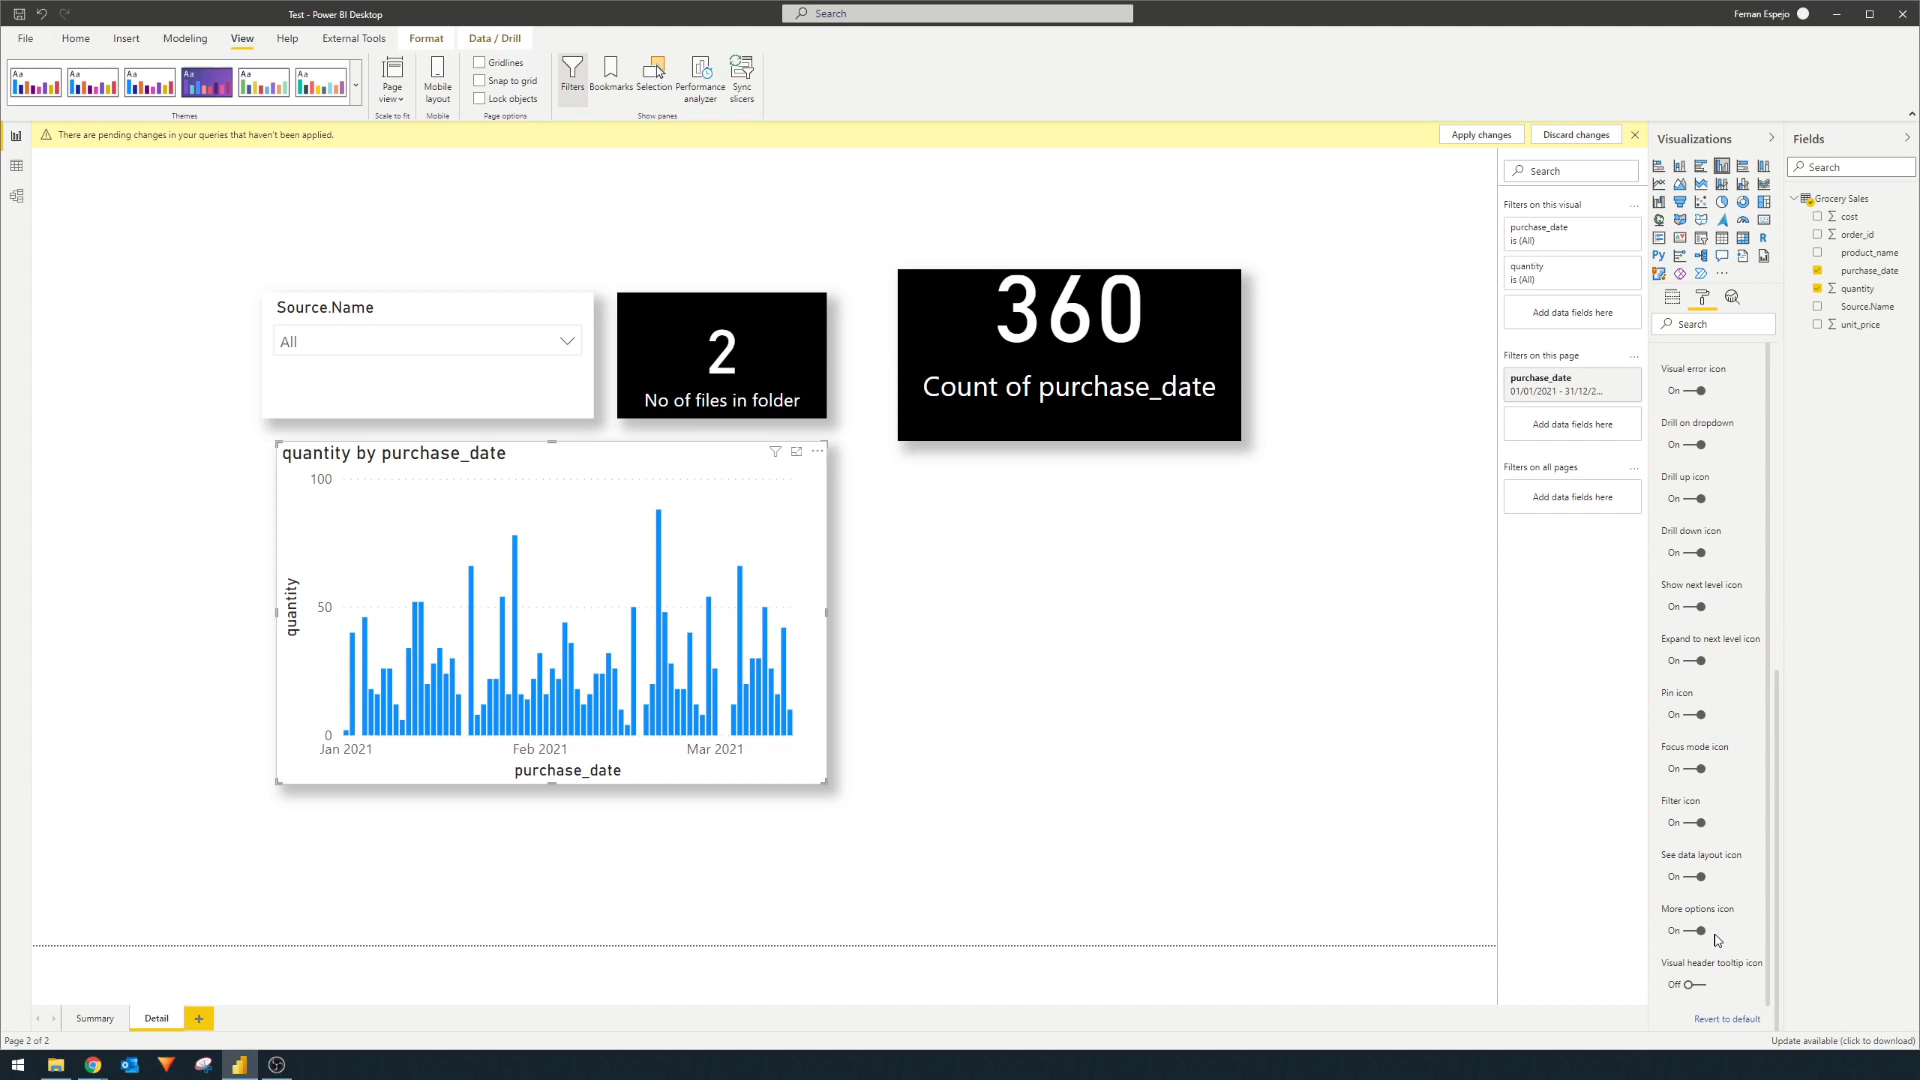 Test - Power BI Desktop
Search
Fernan Espejo
File Home Insert Modeling View Help External Tools Format Data / Drill
Aa Aa Aa Aa Aa Aa
Themes
Page view
Scale to fit
Mobile layout
Mobile
Gridlines
Snap to grid
Lock objects
Page options
Filters
Bookmarks
Selection
Performance analyzer
Sync slicers
Show panes
There are pending changes in your queries that haven't been applied.
Apply changes
Discard changes
Source.Name
All
2
No of files in folder
360
Count of purchase_date
quantity by purchase_date
100
50
0
quantity
Jan 2021 Feb 2021 Mar 2021
purchase_date
Search
Filters on this visual
purchase_date
is (All)
quantity
is (All)
Add data fields here
Filters on this page
purchase_date
01/01/2021 - 31/12/2...
Add data fields here
Filters on all pages
Add data fields here
Visualizations
R
Py
Search
Visual error icon
On
Drill on dropdown
On
Drill up icon
On
Drill down icon
On
Show next level icon
On
Expand to next level icon
On
Pin icon
On
Focus mode icon
On
Filter icon
On
See data layout icon
On
More options icon
On
Visual header tooltip icon
Off
Revert to default
Fields
Search
Grocery Sales
cost
order_id
product_name
purchase_date
quantity
Source.Name
unit_price
Summary
Detail
Page 2 of 2
Update available (click to download)